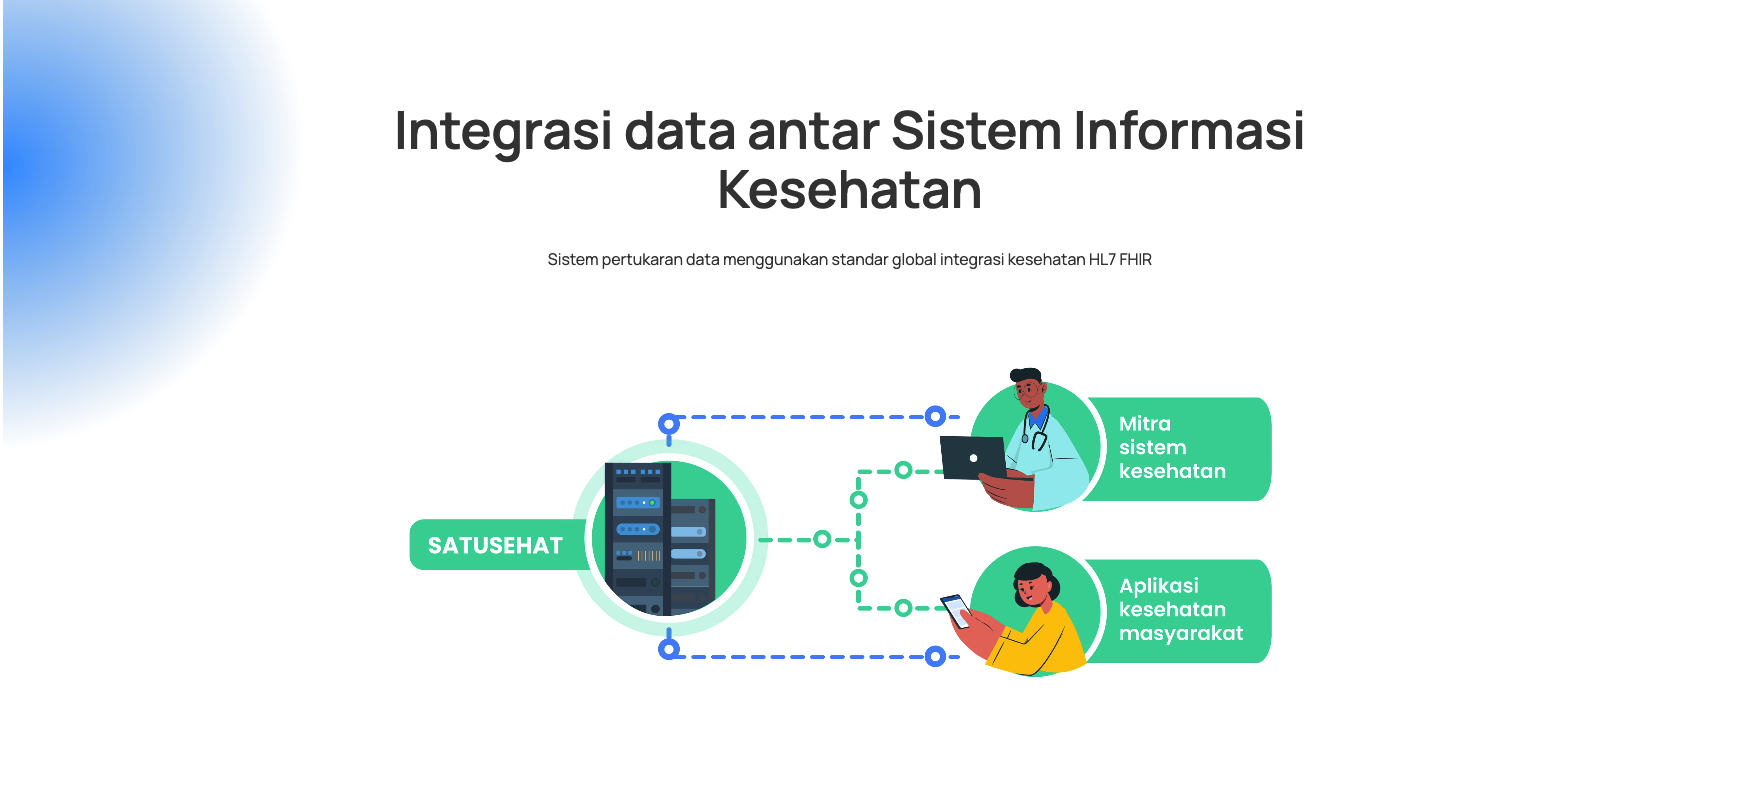 Integrasi data antar Sistem Informasi
Kesehatan
Sistem pertukaran data menggunakan standar global integrasi kesehatan HL7 FHIR
SATUSEHAT
Mitra
sistem
kesehatan
Aplikasi
kesehatan
masyarakat